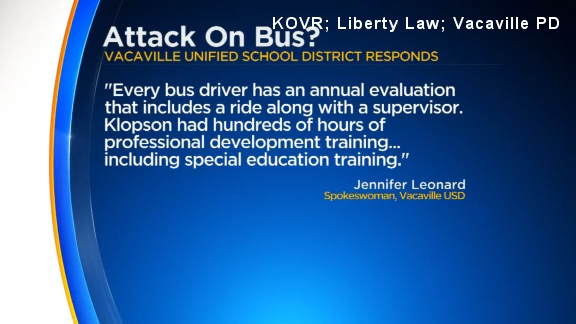 KOVR; Liberty Law; Vacaville PD
Attack On Bus?
VACAVILLE UNIFIED SCHOOL DISTRICT RESPONDS
"Every bus driver has an annual evaluation
that includes a ride along with a supervisor.
Klopson had hundreds of hours of
professional development training...
including special education training."
Jennifer Leonard
Spokeswoman, Vacaville USD